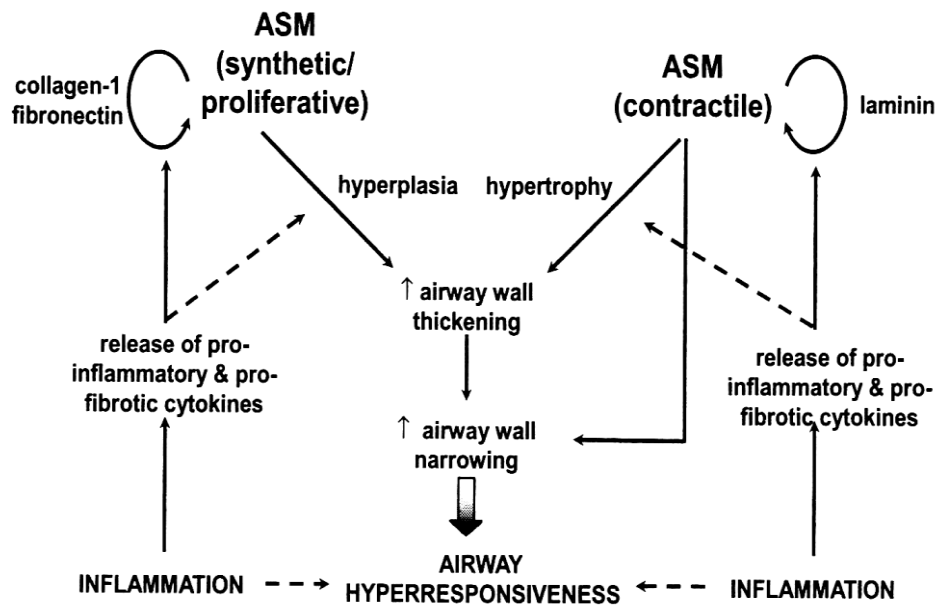 ASM
(synthetic/
proliferative)
collagen-1
fibronectin
ASM
(contractile)
laminin
hyperplasia
hypertrophy
↑ airway wall
thickening
release of pro-
inflammatory & pro-
fibrotic cytokines
release of pro-
inflammatory & pro-
fibrotic cytokines
↑ airway wall
narrowing
INFLAMMATION
AIRWAY
HYPERRESPONSIVENESS
INFLAMMATION